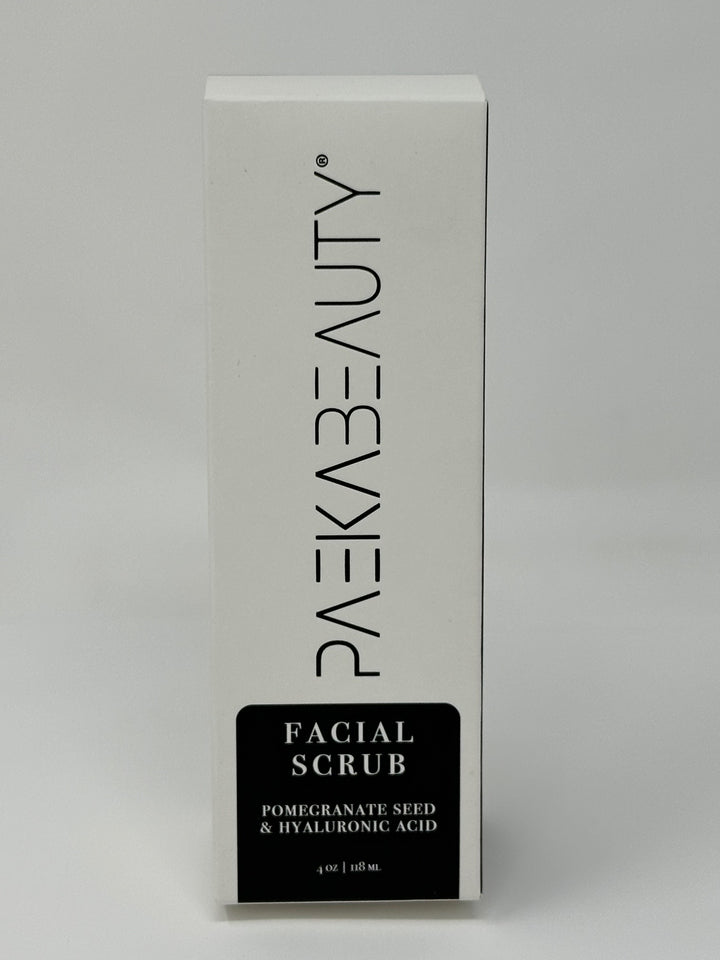 PAEKABEAUTY®
FACIAL
SCRUB
POMEGRANATE SEED
& HYALURONIC ACID
4 OZ | 118 ML